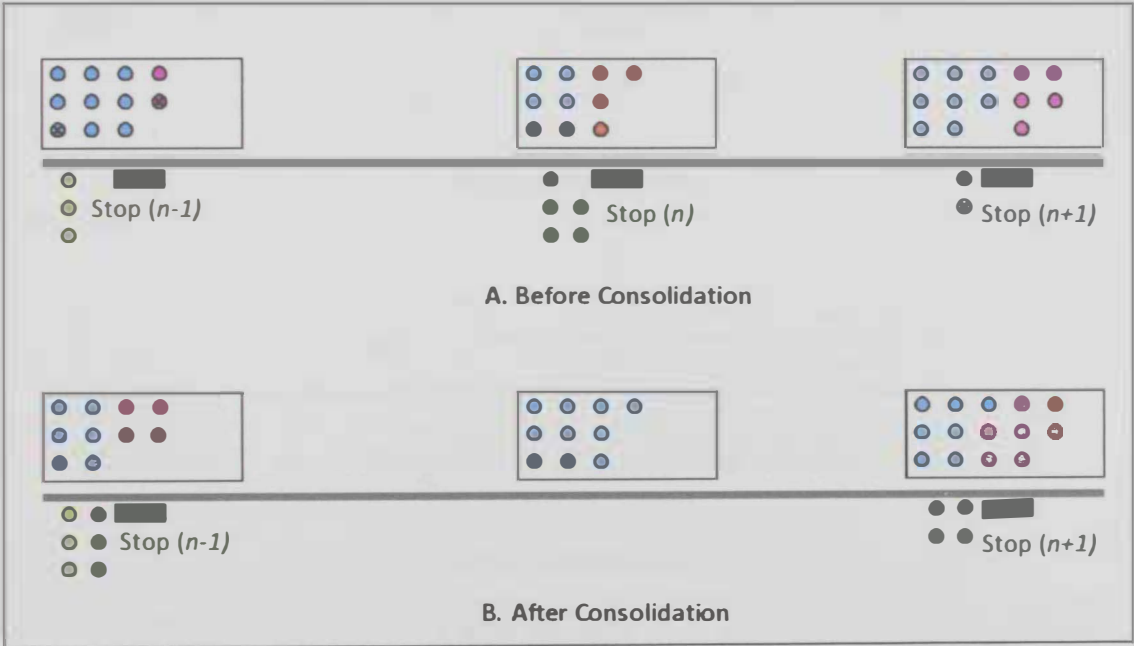 Stop (n-1)
Stop (n)
Stop (n+1)
A. Before Consolidation
Stop (n-1)
Stop (n+1)
B. After Consolidation